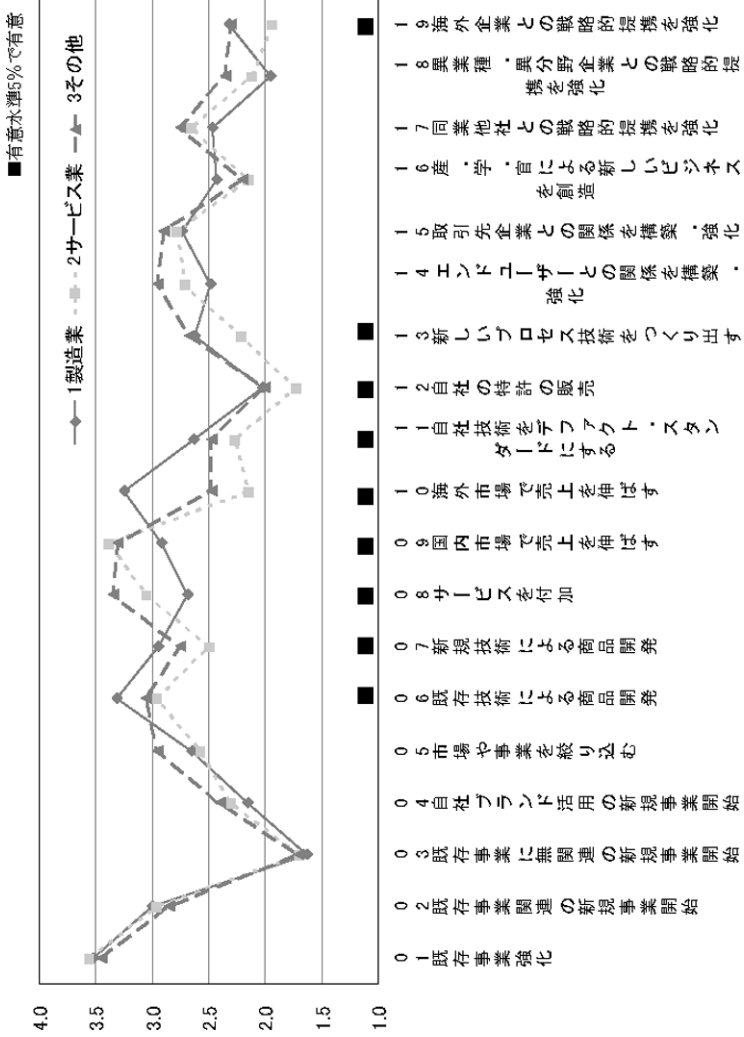 ■有意水準5%で有意
1製造業 2サービス業 3その他
4.0
3.5
3.0
2.5
2.0
1.5
1.0
01既存事業強化
02既存事業関連の新規事業開始
03既存事業に無関連の新規事業開始
04自社ブランド活用の新規事業開始
05市場や事業を絞り込む
06既存技術による商品開発
07新規技術による商品開発
08サービスを付加
09国内市場で売上を伸ばす
10海外市場で売上を伸ばす
11自社技術をデファクト・スタン
ダードにする
12自社の特許の販売
13新しいプロセス技術をつくり出す
14エンドユーザーとの関係を構築・
強化
15取引先企業との関係を構築・強化
16産・学・官による新しいビジネス
を創造
17同業他社との戦略的提携を強化
18異業種・異分野企業との戦略的提
携を強化
19海外企業との戦略的提携を強化